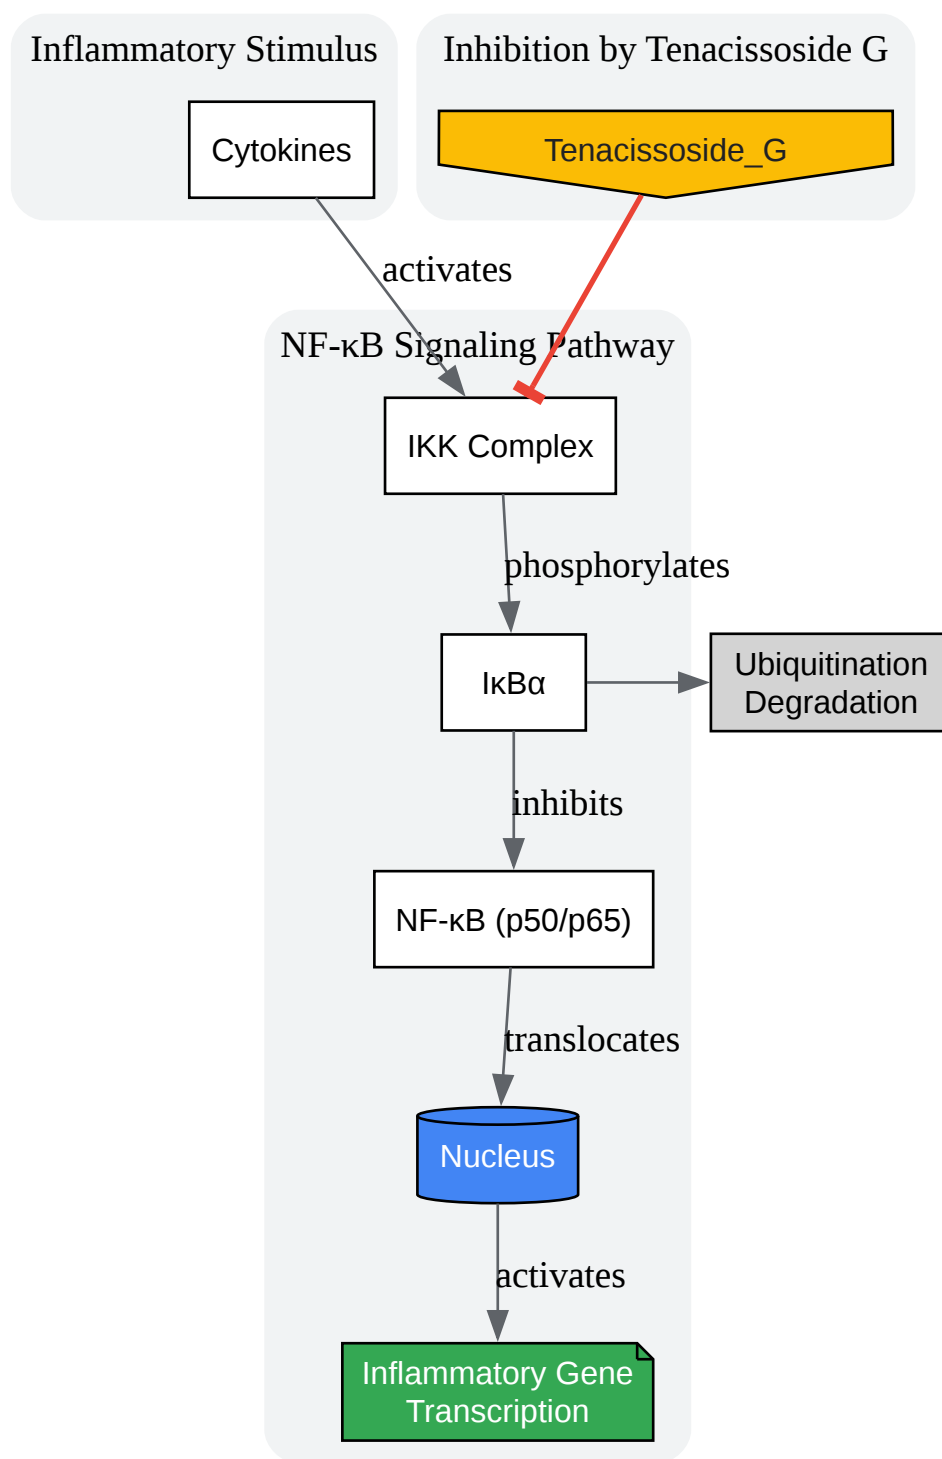 Inflammatory Stimulus
Inhibition by Tenacissoside G
Cytokines
Tenacissoside_G
activates
NF-κB Signaling Pathway
IKK Complex
phosphorylates
IκBα
Ubiquitination
Degradation
inhibits
NF-κB (p50/p65)
translocates
Nucleus
activates
Inflammatory Gene
Transcription